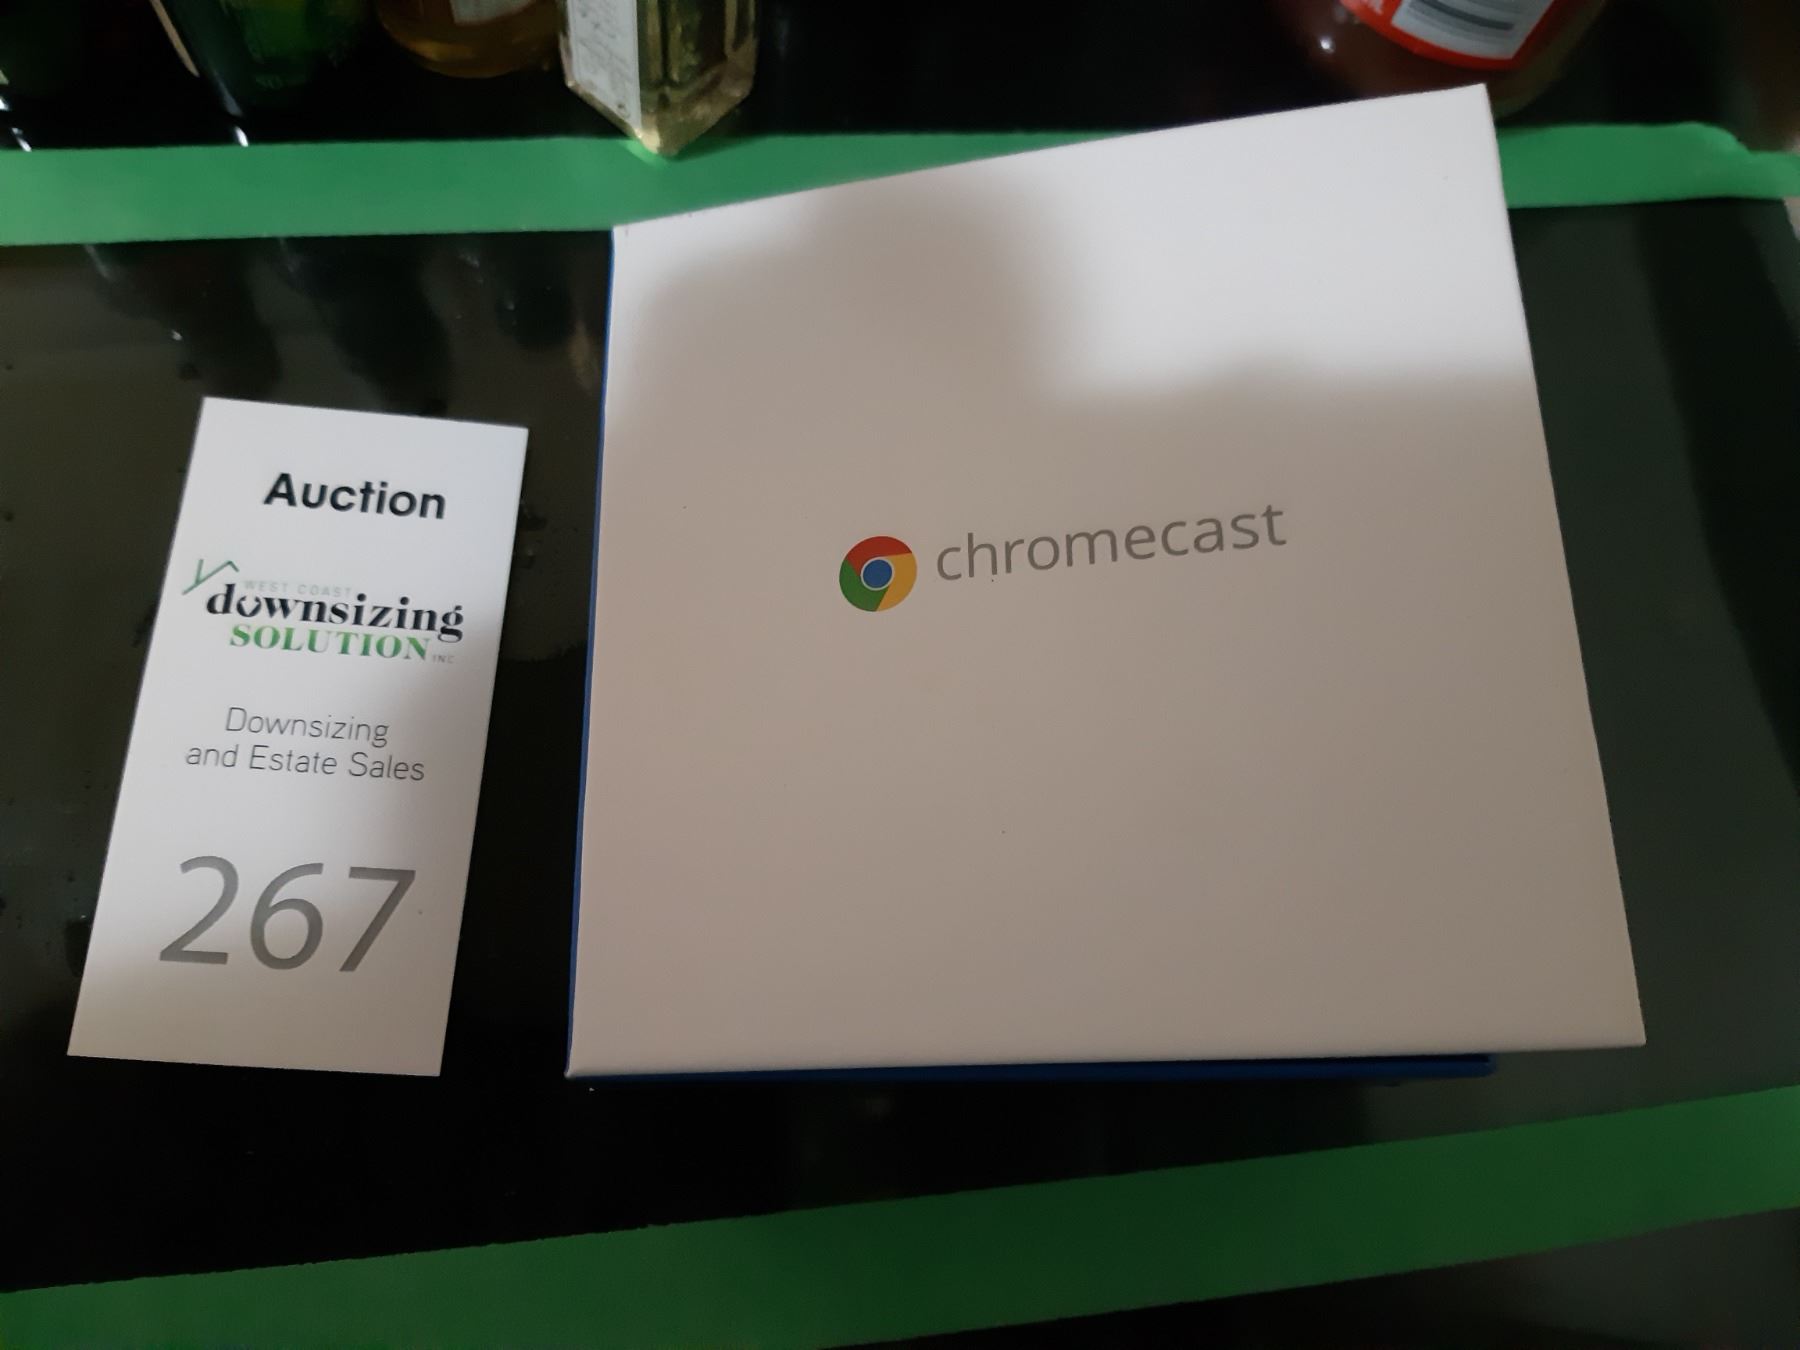 Auction
WEST COAST
downsizing
SOLUTION INC
Downsizing
and Estate Sales
267
chromecast